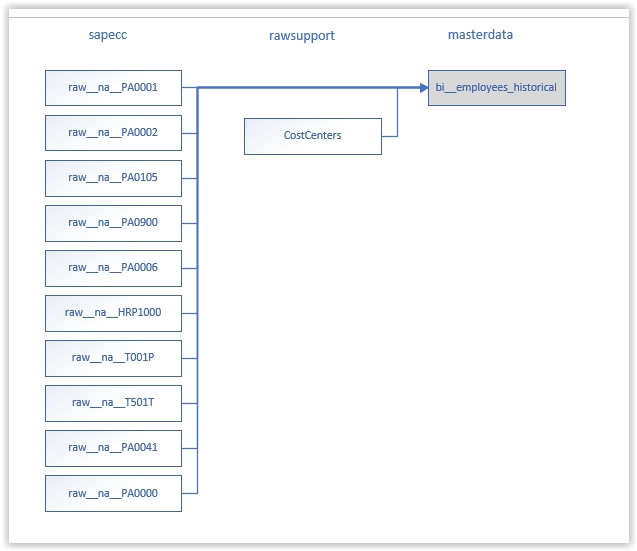 sapecc
rawsupport
masterdata
raw__na__PA0001
bi__employees_historical
raw__na__PA0002
CostCenters
raw__na__PA0105
raw__na__PA0900
raw__na__PA0006
raw__na__HRP1000
raw__na__T001P
raw__na__T501T
raw__na__PA0041
raw__na__PA0000